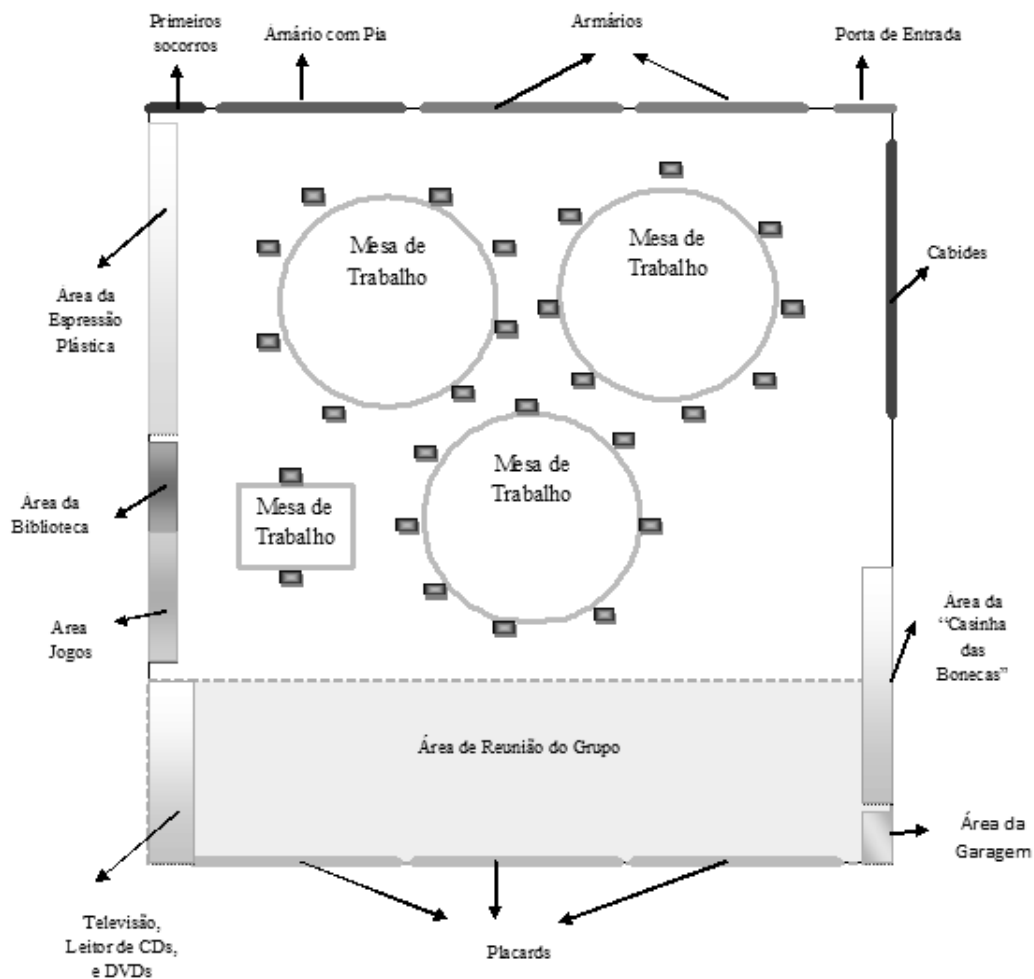 Primeiros
socorros
Ármário com Pia
Armários
Porta de Entrada
Mesa de
Trabalho
Mesa de
Trabalho
Cabides
Área da
Espressão
Plástica
Mesa de
Trabalho
Área da
Biblioteca
Mesa de
Trabalho
Área
Jogos
Área da
“Casinha
das
Bonecas”
Área de Reunião do Grupo
Área da
Garagem
Televisão,
Leitor de CDs,
e DVDs
Placards